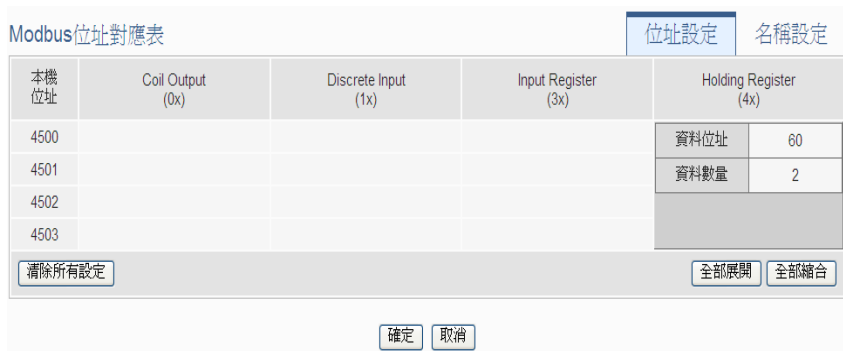 Modbus位址對應表 位址設定 名稱設定
本機 Coil Output Discrete Input Input Register Holding Register
位址 (0x) (1x) (3x) (4x)
4500 資料位址 60
4501 資料數量 2
4502
4503
清除所有設定 全部展開 全部縮合
確定 取消